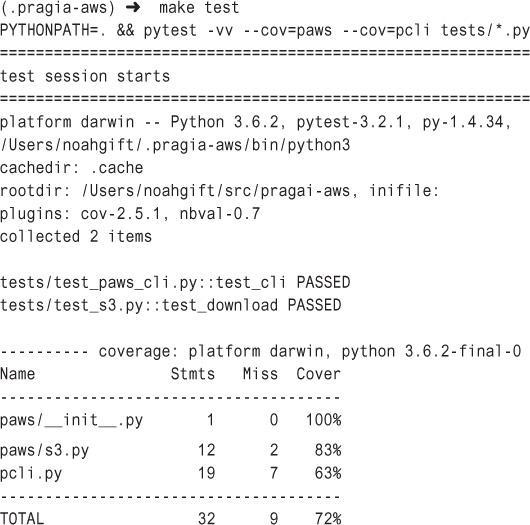 (.pragia-aws) ➜  make test
PYTHONPATH=. && pytest -vv --cov=paws --cov=pcli tests/*.py
===========================================================
test session starts
===========================================================
platform darwin -- Python 3.6.2, pytest-3.2.1, py-1.4.34,
/Users/noahgift/.pragia-aws/bin/python3
cachedir: .cache
rootdir: /Users/noahgift/src/pragai-aws, inifile:
plugins: cov-2.5.1, nbval-0.7
collected 2 items

tests/test_paws_cli.py::test_cli PASSED
tests/test_s3.py::test_download PASSED

---------- coverage: platform darwin, python 3.6.2-final-0
Name               Stmts   Miss  Cover
--------------------------------------
paws/__init__.py       1      0   100%
paws/s3.py            12      2    83%
pcli.py               19      7    63%
--------------------------------------
TOTAL                 32      9    72%